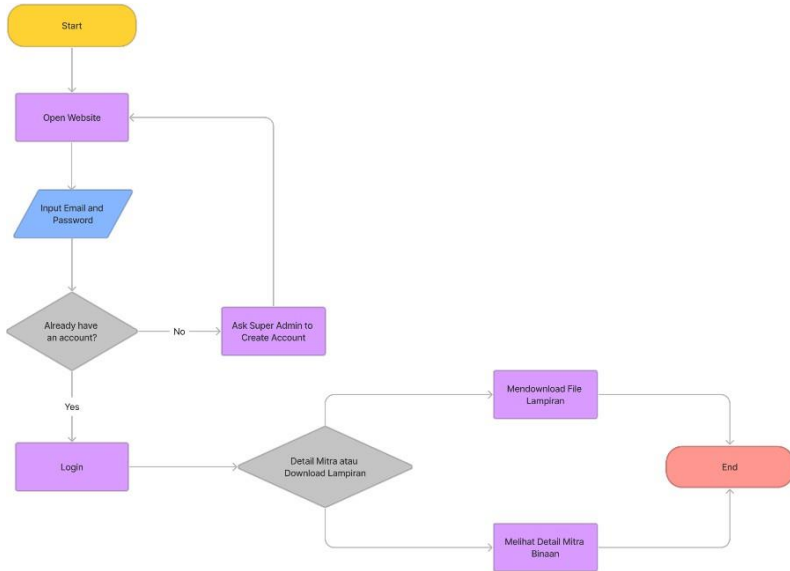 Start
Open Website
Input Email and
Password
Already have
an account?
No
Ask Super Admin to
Create Account
Yes
Login
Detail Mitra atau
Download Lampiran
Mendownload File
Lampiran
Melihat Detail Mitra
Binaan
End